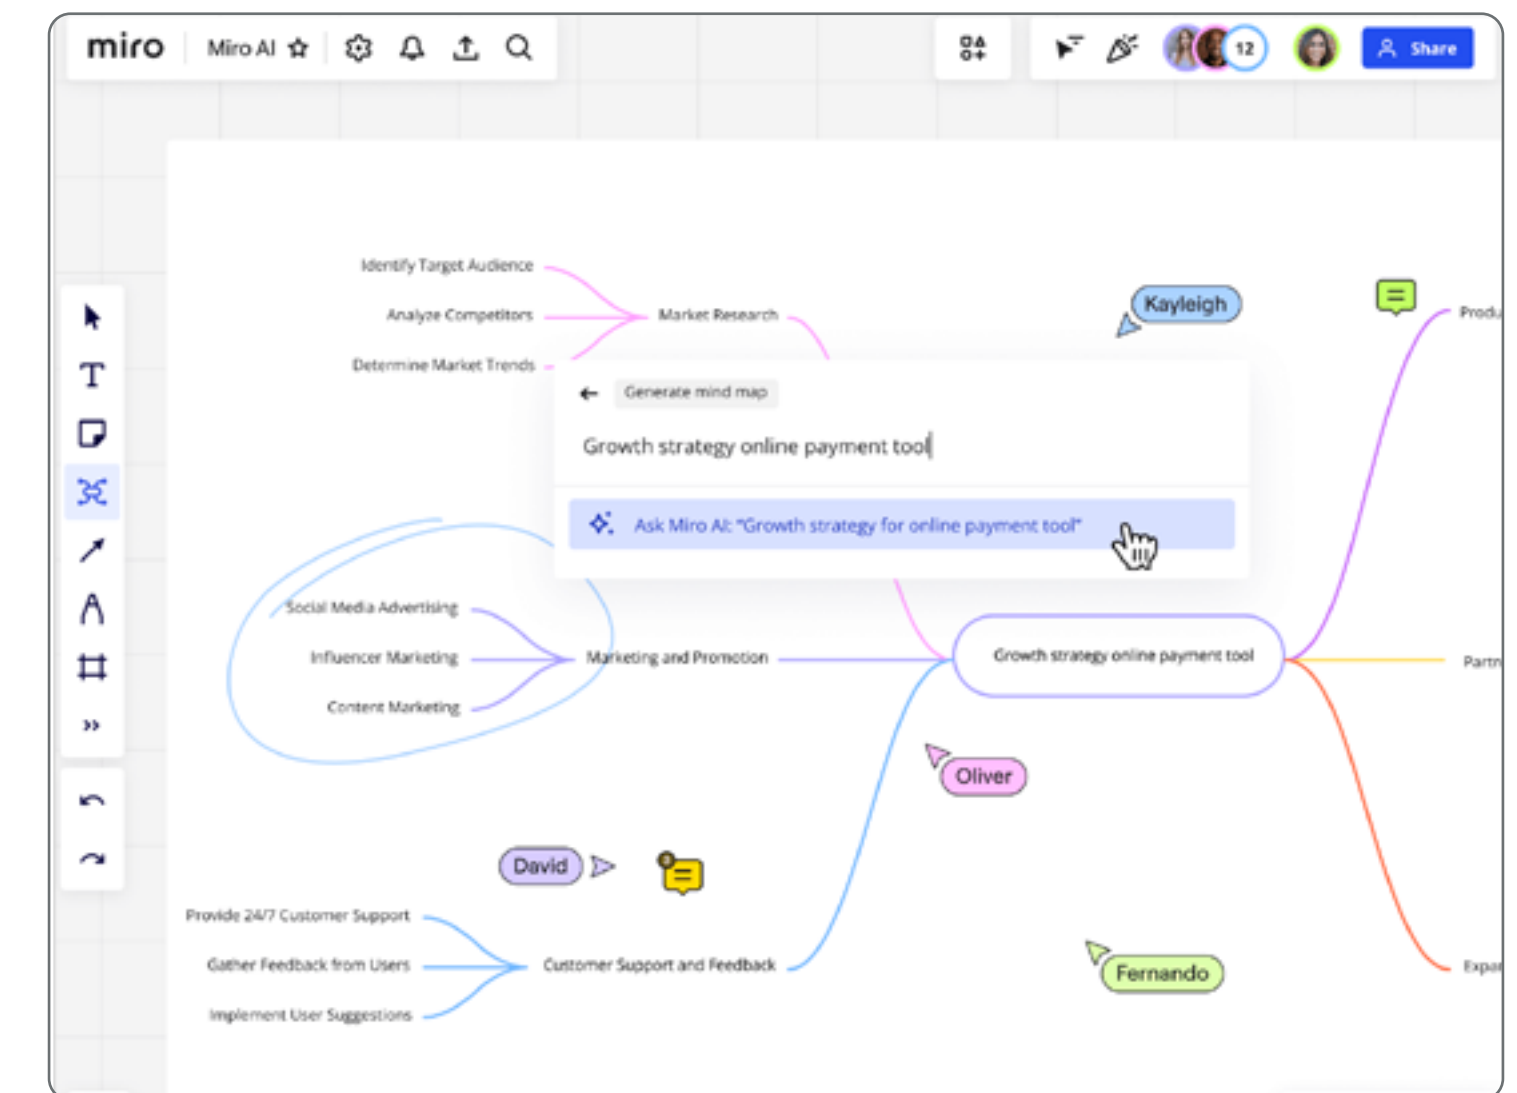 miro Miro AI 12 Share
Identify Target Audience
Analyze Competitors
Determine Market Trends
Market Research
Kayleigh
Generate mind map
Growth strategy online payment tool
Ask Miro AI: "Growth strategy for online payment tool"
Social Media Advertising
Influencer Marketing
Content Marketing
Marketing and Promotion
Growth strategy online payment tool
Produ
Partn
Expan
Oliver
David
Provide 24/7 Customer Support
Gather Feedback from Users
Implement User Suggestions
Customer Support and Feedback
Fernando